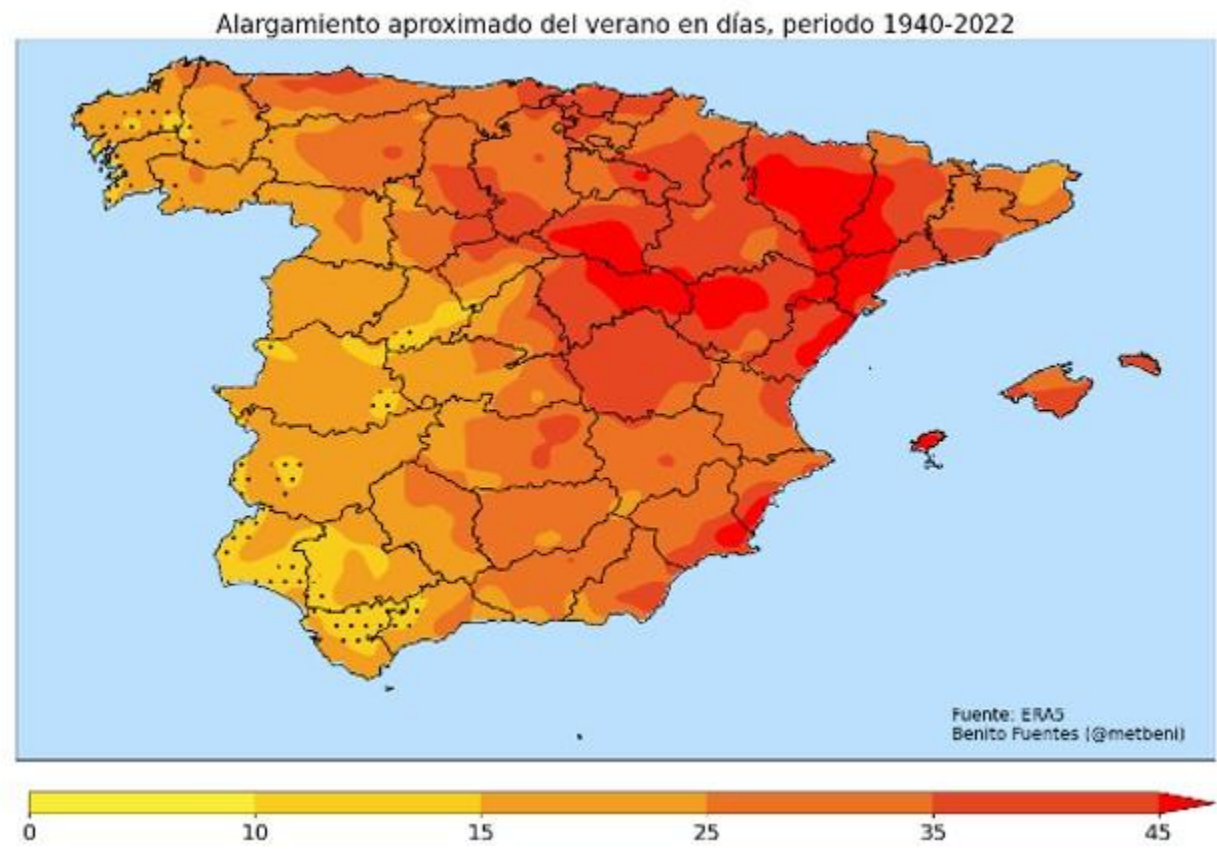 Alargamiento aproximado del verano en días, periodo 1940-2022
Fuente: ERA5
Benito Fuentes (@metbeni)
0 10 15 25 35 45